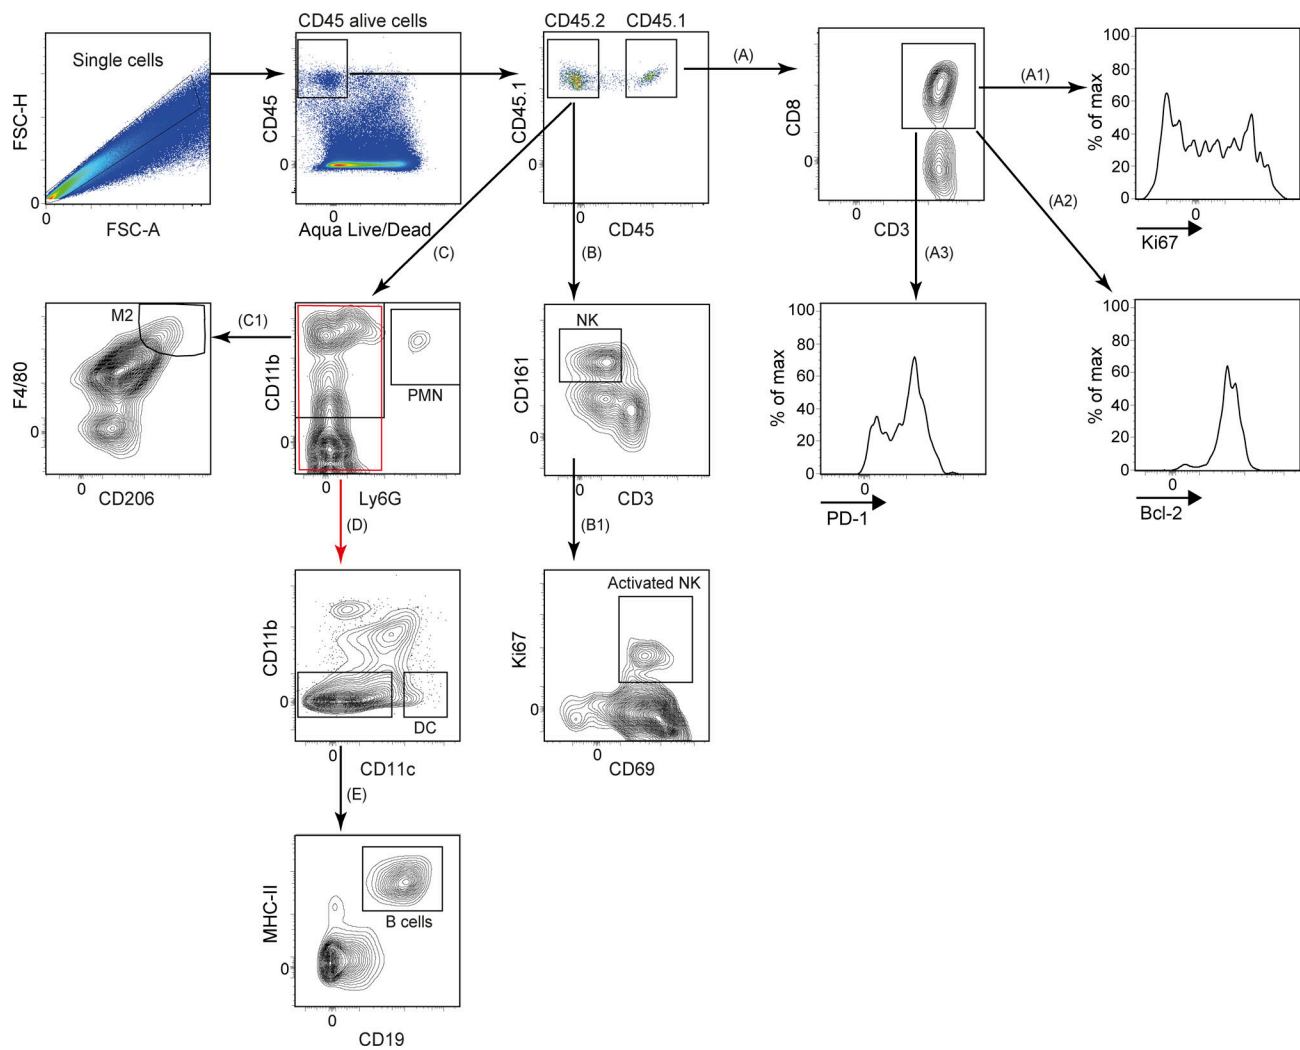 CD45 alive cells
CD45.2
CD45.1
Single cells
FSC-H
0
0
FSC-A
CD45
0
0
Aqua Live/Dead
CD45.1
0
0
CD45
(A)
CD8
0
0
CD3
(A1)
(A2)
(A3)
% of max
100
80
60
40
20
0
0
Ki67
(C)
(B)
F4/80
M2
0
0
CD206
(C1)
CD11b
PMN
0
0
Ly6G
CD161
NK
0
0
CD3
% of max
100
80
60
40
20
0
0
PD-1
% of max
100
80
60
40
20
0
0
Bcl-2
(D)
(B1)
CD11b
DC
0
0
CD11c
Activated NK
Ki67
0
0
CD69
(E)
MHC-II
B cells
0
0
CD19